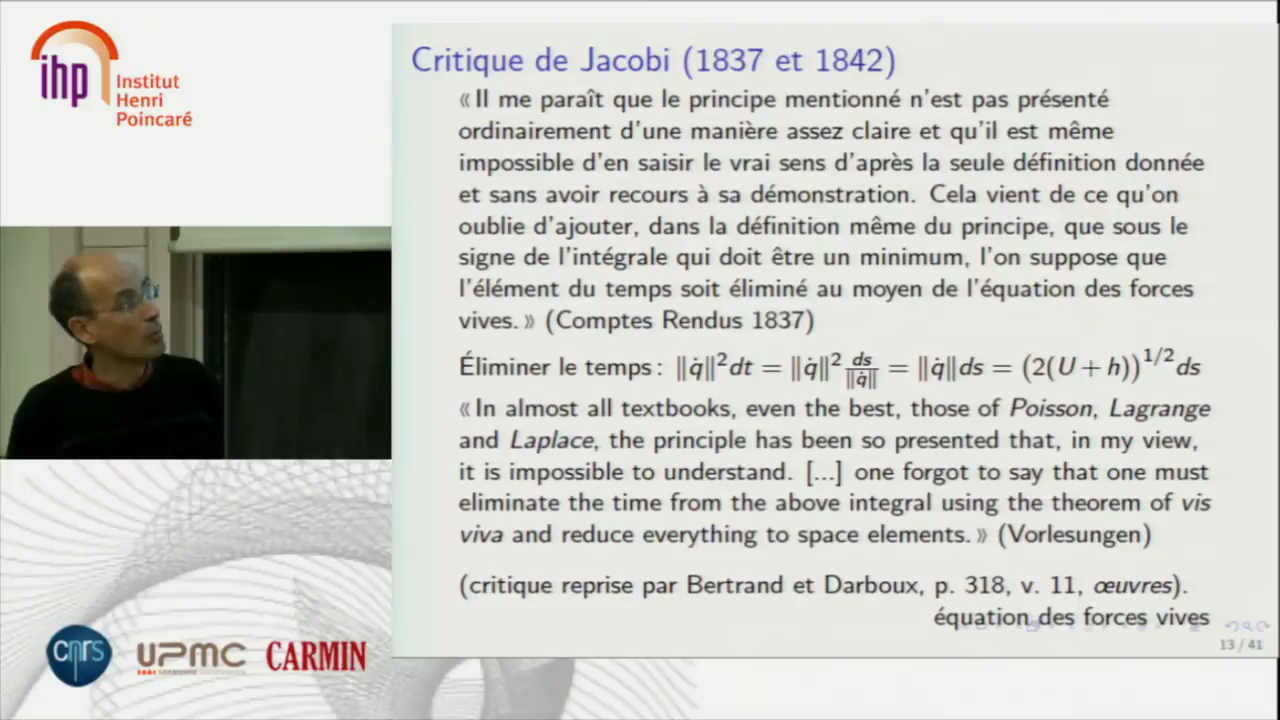 ihp Institut
Henri
Poincaré
Critique de Jacobi (1837 et 1842)
« Il me paraît que le principe mentionné n'est pas présenté
ordinairement d'une manière assez claire et qu'il est même
impossible d'en saisir le vrai sens d'après la seule définition donnée
et sans avoir recours à sa démonstration. Cela vient de ce qu'on
oublie d'ajouter, dans la définition même du principe, que sous le
signe de l'intégrale qui doit être un minimum, l'on suppose que
l'élément du temps soit éliminé au moyen de l'équation des forces
vives. » (Comptes Rendus 1837)
Éliminer le temps : ‖q̇‖²dt = ‖q̇‖² ds/‖q̇‖ = ‖q̇‖ds = (2(U + h))^1/2 ds
« In almost all textbooks, even the best, those of Poisson, Lagrange
and Laplace, the principle has been so presented that, in my view,
it is impossible to understand. [...] one forgot to say that one must
eliminate the time from the above integral using the theorem of vis
viva and reduce everything to space elements. » (Vorlesungen)
(critique reprise par Bertrand et Darboux, p. 318, v. 11, œuvres).
équation des forces vives
13 / 41
cnrs
UPMC
CARMIN